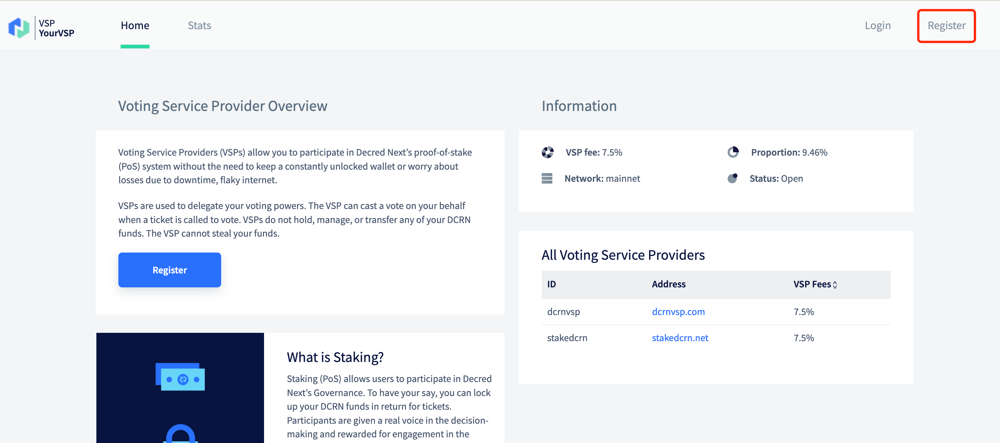 VSP
YourVSP
Home
Stats
Login
Register
Voting Service Provider Overview
Voting Service Providers (VSPs) allow you to participate in Decred Next’s proof-of-stake
(PoS) system without the need to keep a constantly unlocked wallet or worry about
losses due to downtime, flaky internet.
VSPs are used to delegate your voting powers. The VSP can cast a vote on your behalf
when a ticket is called to vote. VSPs do not hold, manage, or transfer any of your DCRN
funds. The VSP cannot steal your funds.
Register
What is Staking?
Staking (PoS) allows users to participate in Decred
Next’s Governance. To have your say, you can lock
up your DCRN funds in return for tickets.
Participants are given a real voice in the decision-
making and rewarded for engagement in the
Information
VSP fee: 7.5%
Proportion: 9.46%
Network: mainnet
Status: Open
All Voting Service Providers
ID Address VSP Fees
dcrnvsp dcrnvsp.com 7.5%
stakedcrn stakedcrn.net 7.5%